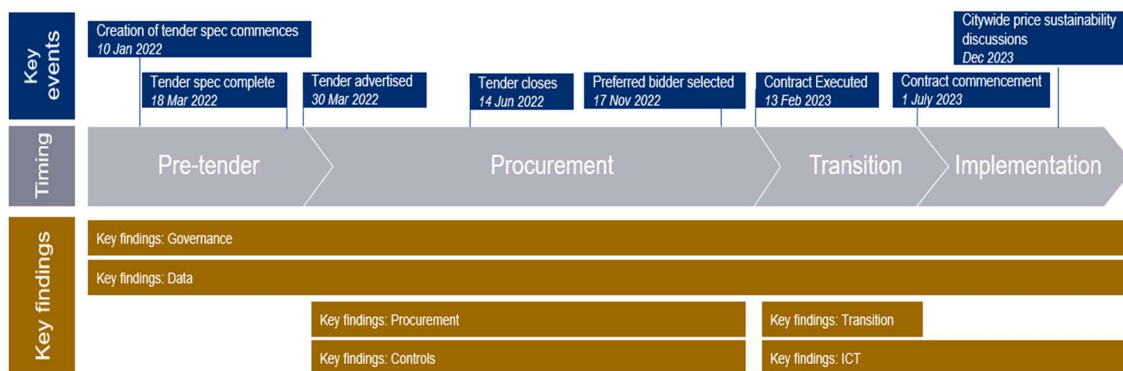 Key
events
Creation of tender spec commences
10 Jan 2022
Tender spec complete
18 Mar 2022
Tender advertised
30 Mar 2022
Tender closes
14 Jun 2022
Preferred bidder selected
17 Nov 2022
Contract Executed
13 Feb 2023
Contract commencement
1 July 2023
Citywide price sustainability
discussions
Dec 2023
Timing
Pre-tender
Procurement
Transition
Implementation
Key findings
Key findings: Governance
Key findings: Data
Key findings: Procurement
Key findings: Transition
Key findings: Controls
Key findings: ICT